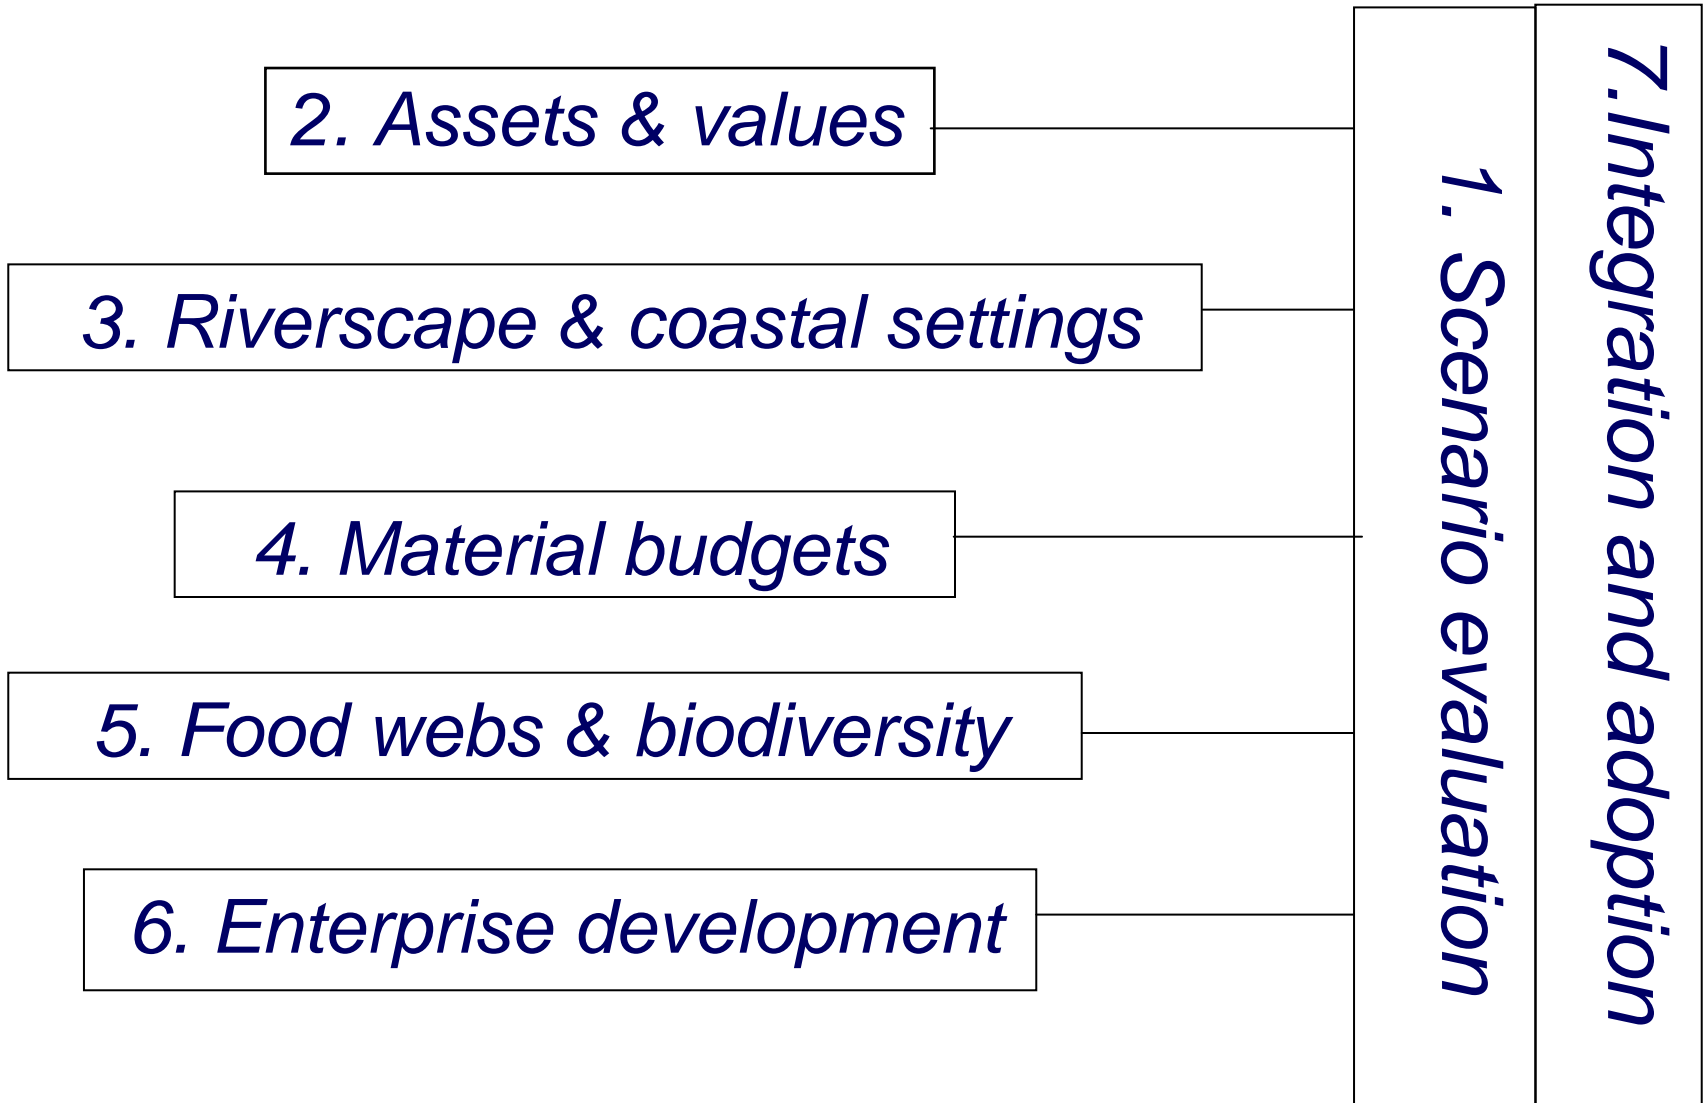 2. Assets & values
3. Riverscape & coastal settings
4. Material budgets
5. Food webs & biodiversity
6. Enterprise development
1. Scenario evaluation
7.Integration and adoption